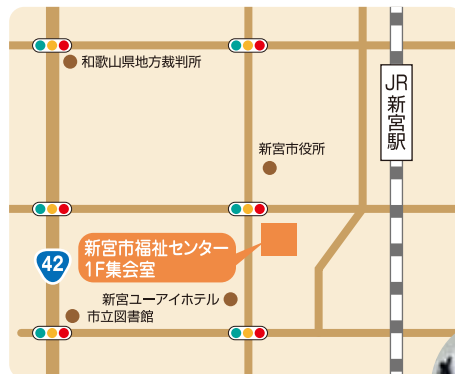 和歌山県地方裁判所
JR
新宮駅
新宮市役所
新宮市福祉センター
1F集会室
42
新宮ユーアイホテル
市立図書館